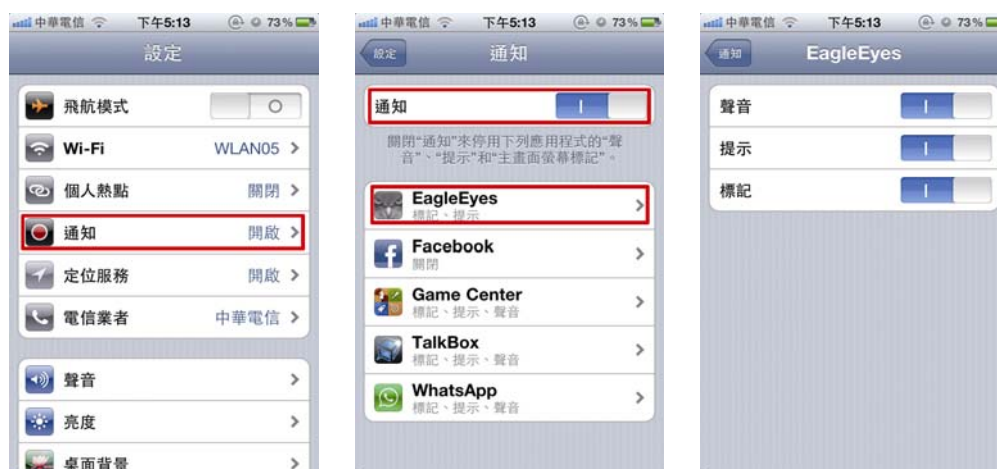 中華電信 下午5:13 73%
設定
飛航模式
Wi-Fi WLAN05
個人熱點 關閉
通知 開啟
定位服務 開啟
電信業者 中華電信
聲音
亮度
桌面背景
中華電信 下午5:13 73%
設定 通知
通知
關閉“通知”來停用下列應用程式的“聲
音”、“提示”和“主畫面螢幕標記”。
EagleEyes
標記、提示
Facebook
關閉
Game Center
標記、提示、聲音
TalkBox
標記、提示、聲音
WhatsApp
標記、提示、聲音
中華電信 下午5:13 73%
通知 EagleEyes
聲音
提示
標記